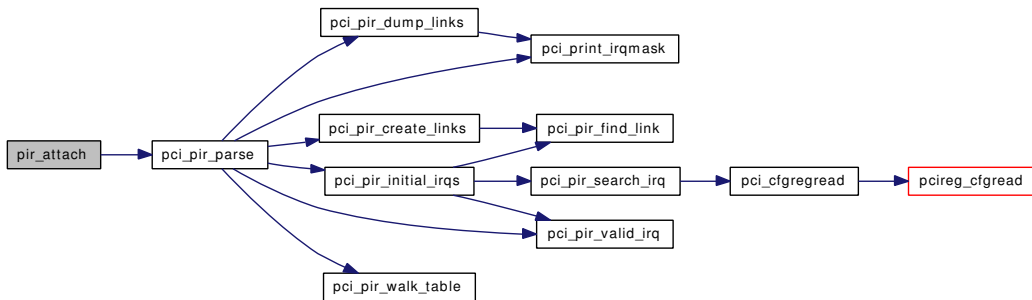 pci_pir_dump_links
pci_print_irqmask
pir_attach
pci_pir_parse
pci_pir_create_links
pci_pir_find_link
pci_pir_initial_irqs
pci_pir_search_irq
pci_cfgregread
pcireg_cfgread
pci_pir_valid_irq
pci_pir_walk_table